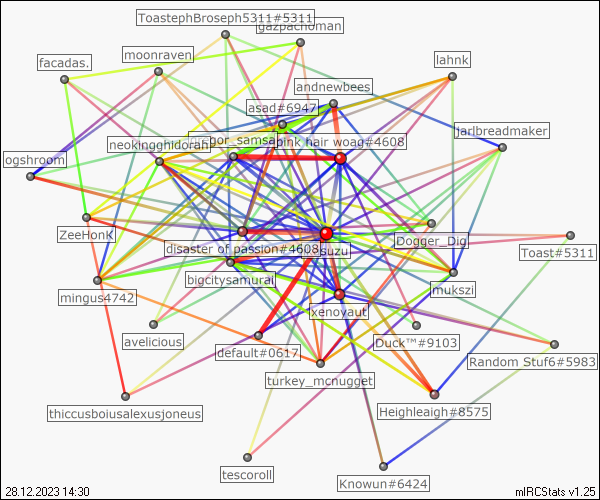 ToastephBroseph5311#5311
gazpachoman
moonraven
facadas.
lahnk
andnewbees
asad#6947
jarlbreadmaker
neokingghidorah
gor_samsa
pink hair woag#4608
ogshroom
ZeeHonk
Dogger_Dig
disaster of passion#4608
suzu
Toast#5311
bigcitysamurai
mukszi
mingus4742
xenoyaut
avelicious
default#0617
Duck™#9103
Random Stuf6#5983
turkey_mcnugget
thiccusboiusalexusjoneus
Heighleaigh#8575
tescoroll
Knowun#6424
28.12.2023 14:30
mIRCStats v1.25